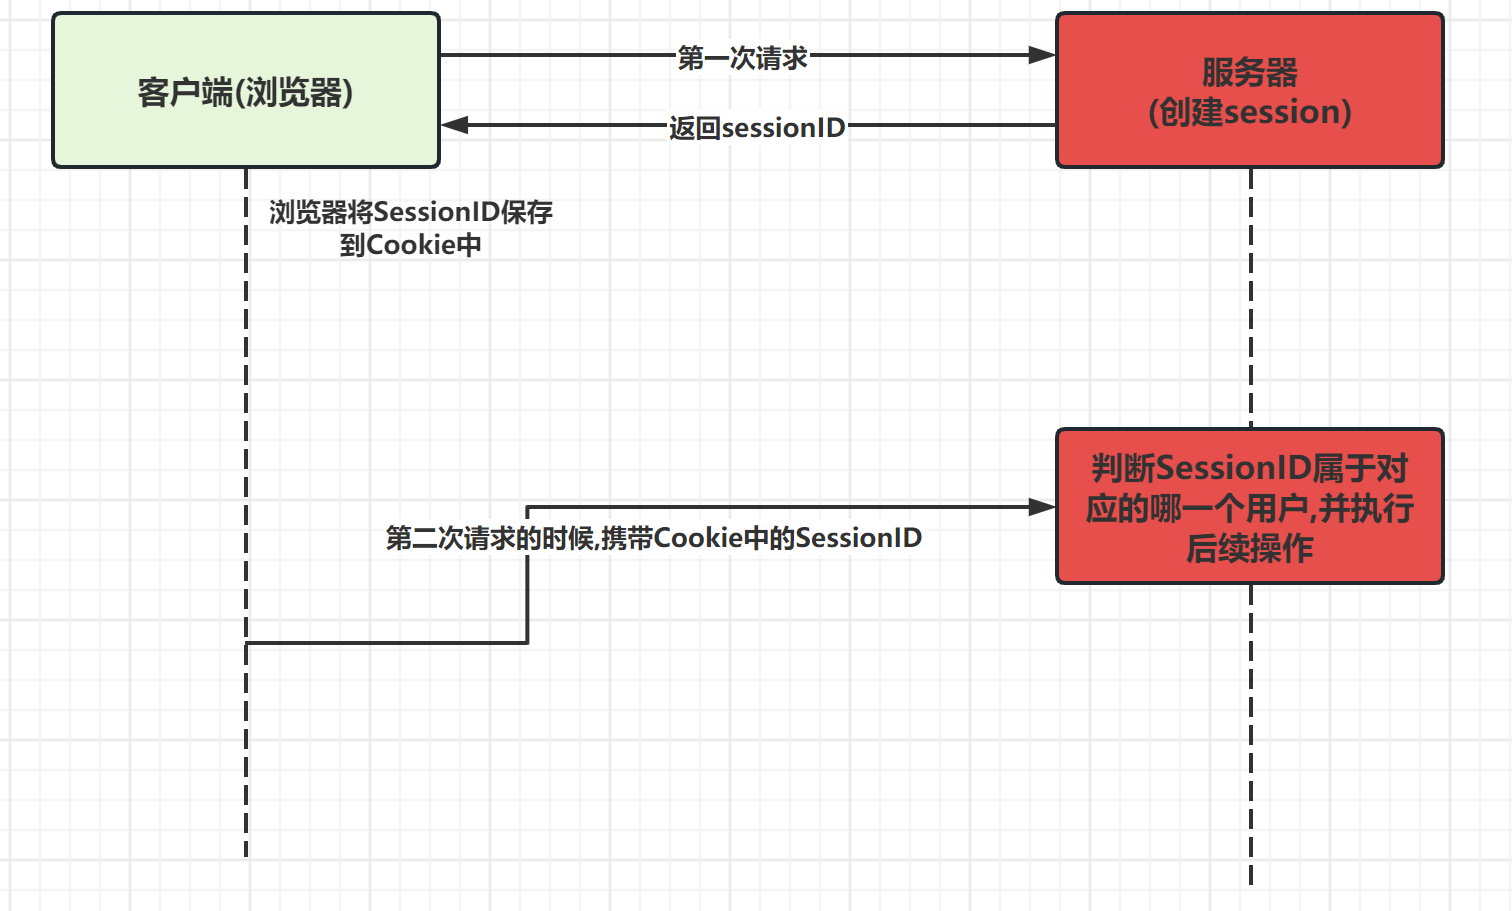 客户端(浏览器)
第一次请求
服务器
(创建session)
返回sessionID
浏览器将SessionID保存
到Cookie中
判断SessionID属于对
应的哪一个用户,并执行
后续操作
第二次请求的时候,携带Cookie中的SessionID